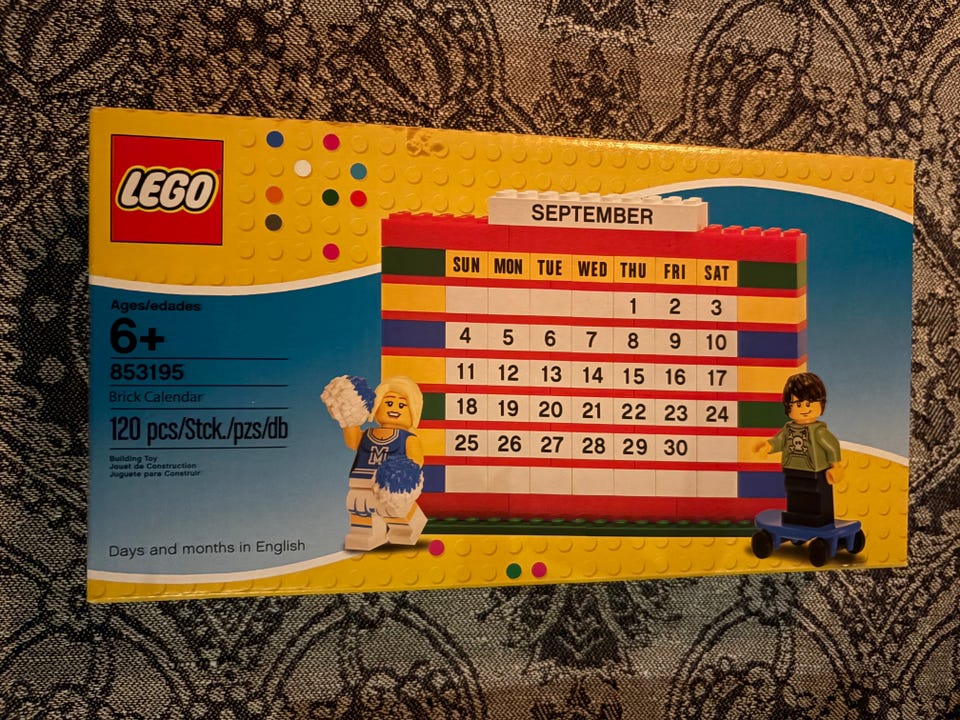 LEGO
Ages/edades
6+
853195
Brick Calendar
120 pcs/Stck./pzs/db
Building Toy
Jouet de Construction
Juguete para Construir
Days and months in English
SEPTEMBER
SUN MON TUE WED THU FRI SAT
1 2 3
4 5 6 7 8 9 10
11 12 13 14 15 16 17
18 19 20 21 22 23 24
25 26 27 28 29 30
M